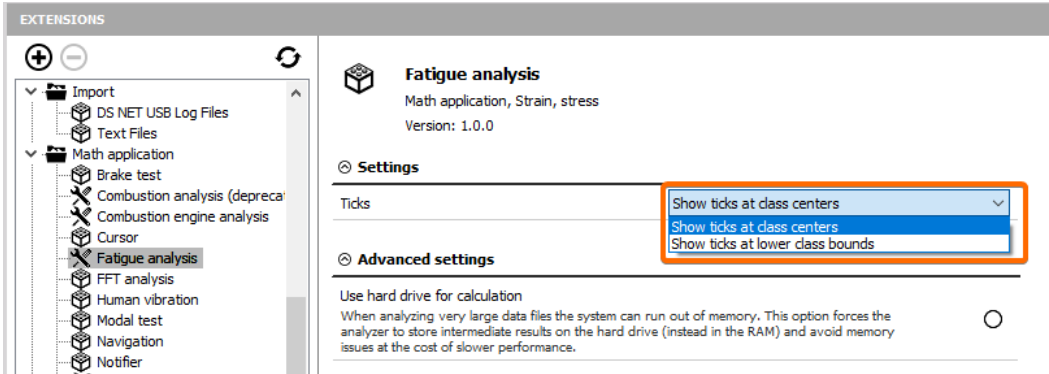 EXTENSIONS
Import
DS NET USB Log Files
Text Files
Math application
Brake test
Combustion analysis (depreca
Combustion engine analysis
Cursor
Fatigue analysis
FFT analysis
Human vibration
Modal test
Navigation
Notifier
Fatigue analysis
Math application, Strain, stress
Version: 1.0.0
Settings
Ticks
Show ticks at class centers
Show ticks at class centers
Show ticks at lower class bounds
Advanced settings
Use hard drive for calculation
When analyzing very large data files the system can run out of memory. This option forces the
analyzer to store intermediate results on the hard drive (instead in the RAM) and avoid memory
issues at the cost of slower performance.